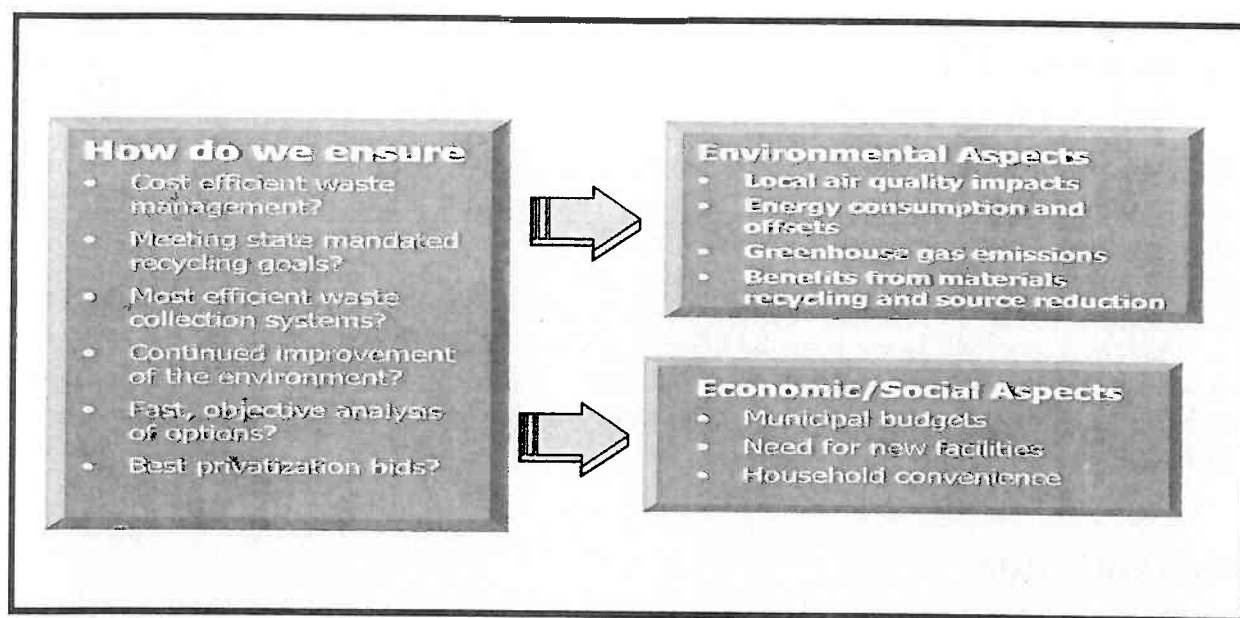 How do we ensure
• Cost efficient waste
management?
• Meeting state mandated
recycling goals?
• Most efficient waste
collection systems?
• Continued improvement
of the environment?
• Fast, objective analysis
of options?
• Best privatization bids?
Environmental Aspects
• Local air quality impacts
• Energy consumption and
offsets
• Greenhouse gas emissions
• Benefits from materials
recycling and source reduction
Economic/Social Aspects
• Municipal budgets
• Need for new facilities
• Household convenience